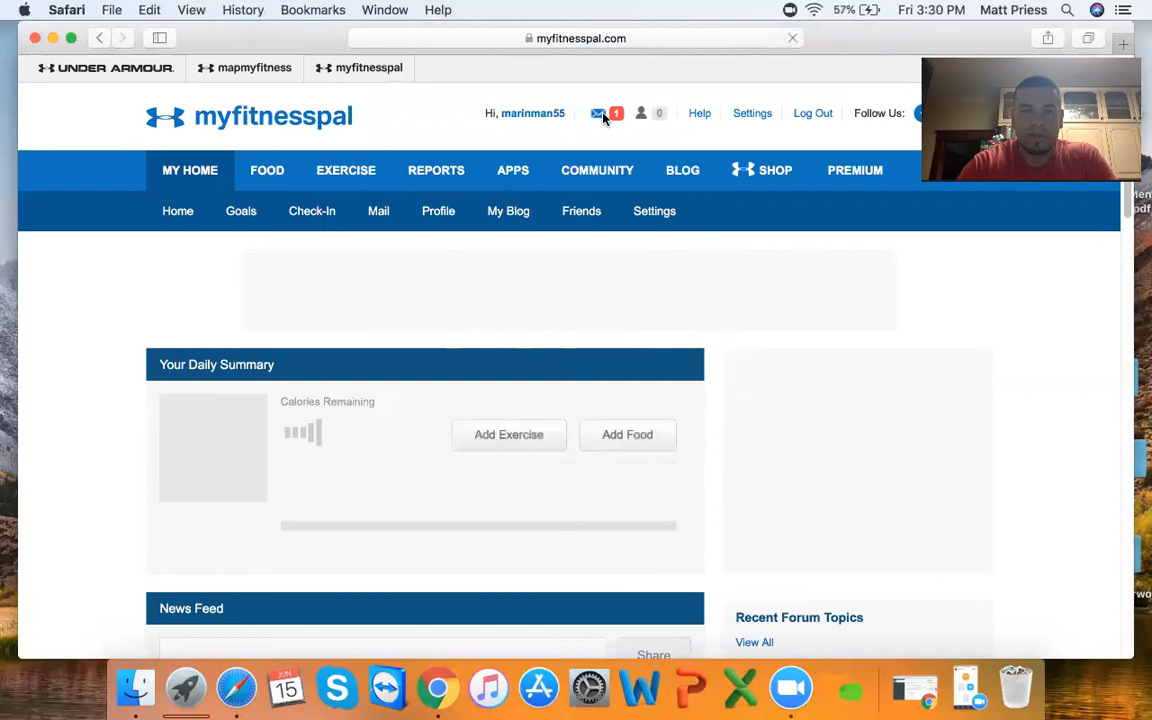 Safari File Edit View History Bookmarks Window Help 57% Fri 3:30 PM Matt Priess
myfitnesspal.com
UNDER ARMOUR. mapmyfitness myfitnesspal
myfitnesspal Hi, marinman55 1 0 Help Settings Log Out Follow Us:
MY HOME FOOD EXERCISE REPORTS APPS COMMUNITY BLOG SHOP PREMIUM
Home Goals Check-In Mail Profile My Blog Friends Settings
Your Daily Summary
Calories Remaining
Add Exercise Add Food
News Feed
Share
Recent Forum Topics
View All
pdf
JUN
15